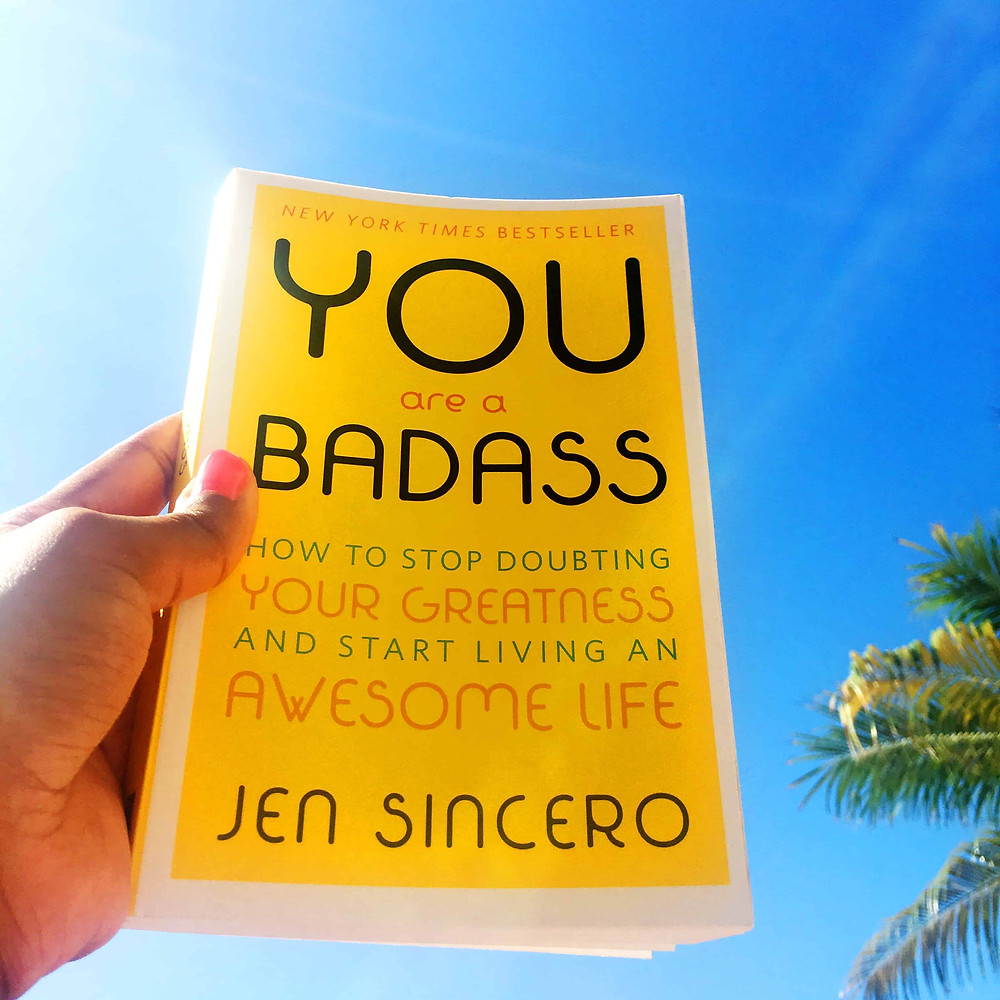 NEW YORK TIMES BESTSELLER
YOU
are a
BADASS
HOW TO STOP DOUBTING
YOUR GREATNESS
AND START LIVING AN
AWESOME LIFE
JEN SINCERO